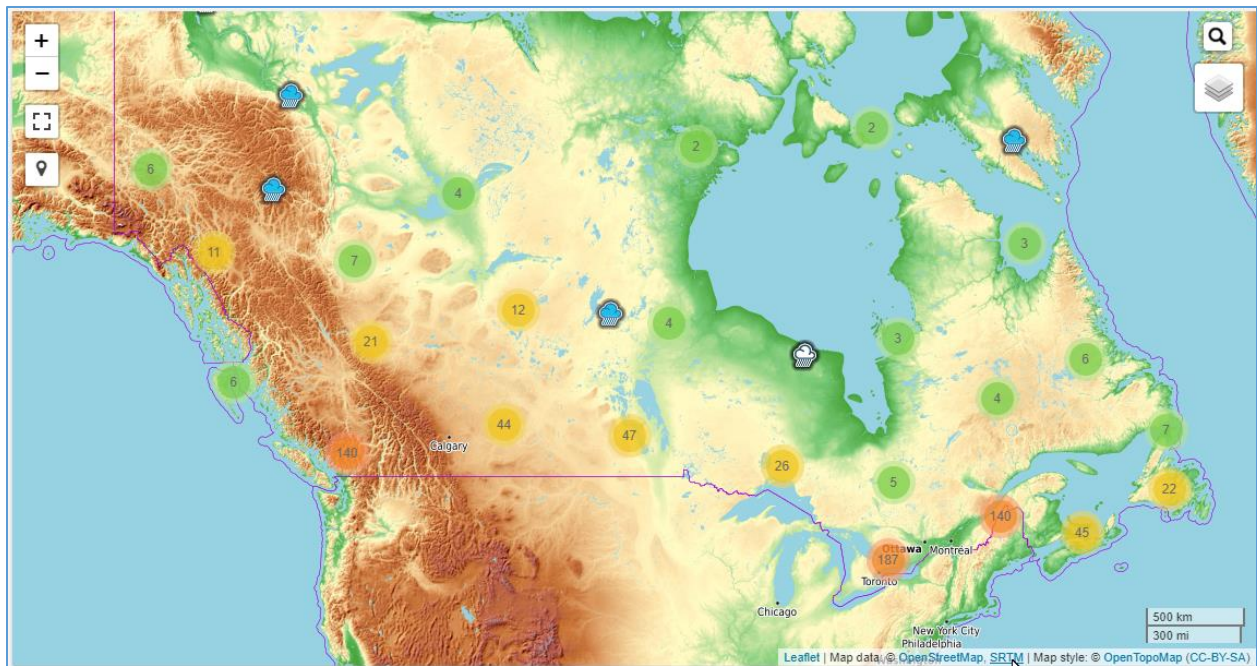 +
−
2
2
6
4
3
11
7
12
4
21
3
6
6
4
44
Calgary
47
7
140
26
5
22
140
45
Ottawa
Montreal
187
Toronto
Chicago
New York City
Philadelphia
500 km
300 mi
Leaflet | Map data: © OpenStreetMap, SRTM | Map style: © OpenTopoMap (CC-BY-SA)